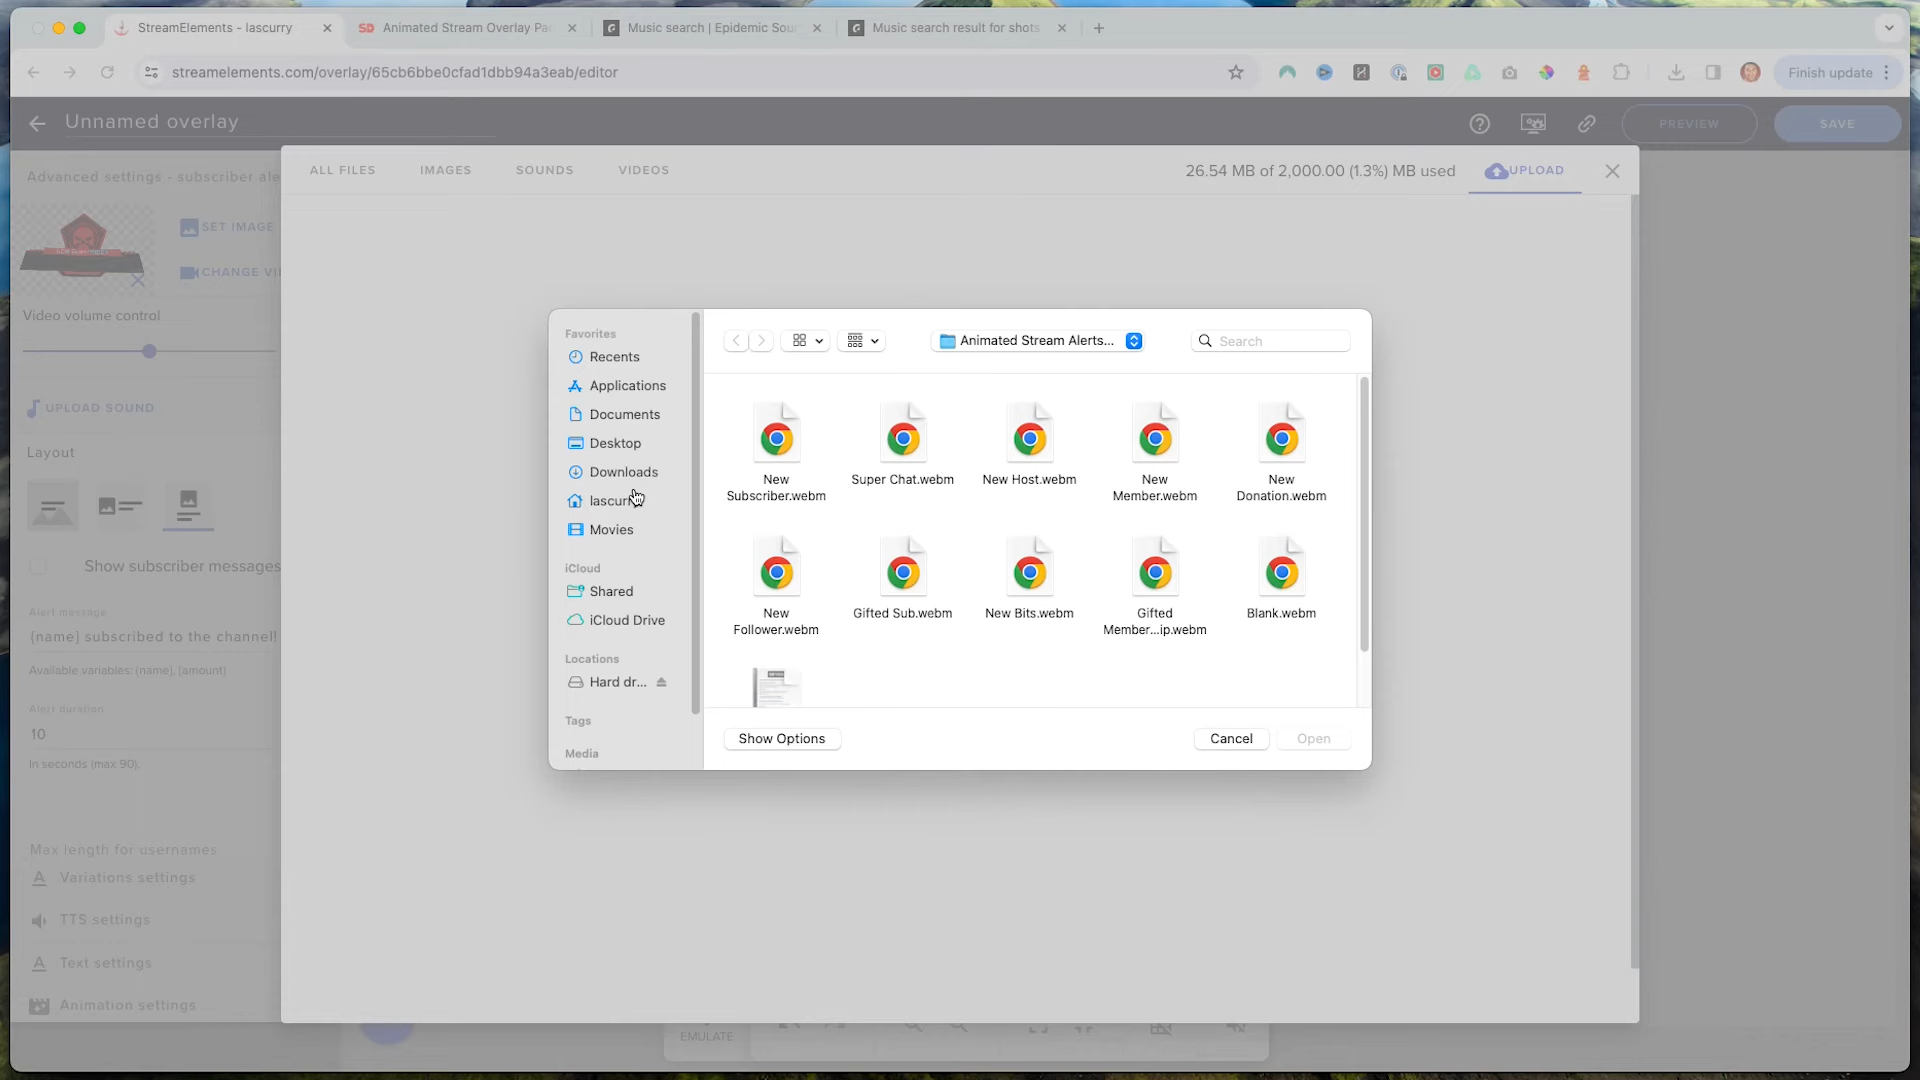 StreamElements - lascurry
Animated Stream Overlay Pa
Music search | Epidemic Soun
Music search result for shots
streamelements.com/overlay/65cb6bbe0cfad1dbb94a3eab/editor
Finish update
Unnamed overlay
PREVIEW
SAVE
Advanced settings - subscriber ale
ALL FILES
IMAGES
SOUNDS
VIDEOS
26.54 MB of 2,000.00 (1.3%) MB used
UPLOAD
SET IMAGE
CHANGE VI
Video volume control
UPLOAD SOUND
Layout
Show subscriber messages
Alert message
{name} subscribed to the channel!
Available variables: {name}, {amount}
Alert duration
10
In seconds (max 90).
Max length for usernames
Variations settings
TTS settings
Text settings
Animation settings
EMULATE
Favorites
Recents
Applications
Documents
Desktop
Downloads
Movies
iCloud
Shared
iCloud Drive
Locations
Hard dr...
Tags
Media
Animated Stream Alerts...
Search
New Subscriber.webm
Super Chat.webm
New Host.webm
New Member.webm
New Donation.webm
New Follower.webm
Gifted Sub.webm
New Bits.webm
Gifted Member...ip.webm
Blank.webm
Show Options
Cancel
Open